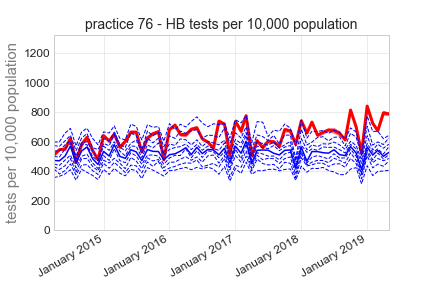 practice 76 - HB tests per 10,000 population
tests per 10,000 population
1200
1000
800
600
400
200
0
January 2015
January 2016
January 2017
January 2018
January 2019